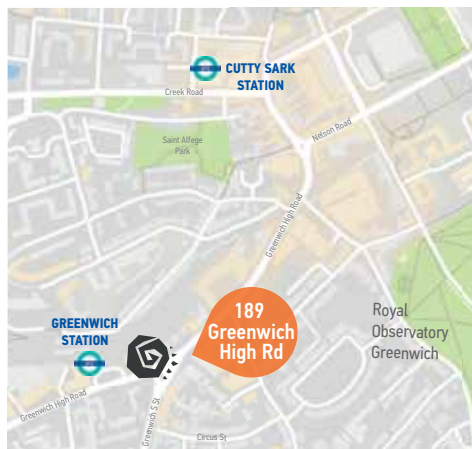 CUTTY SARK
STATION
Creek Road
Nelson Road
Saint Alfege
Park
Greenwich High Road
189
Greenwich
High Rd
Royal
Observatory
Greenwich
GREENWICH
STATION
Greenwich High Road
Greenwich S St
Circus St